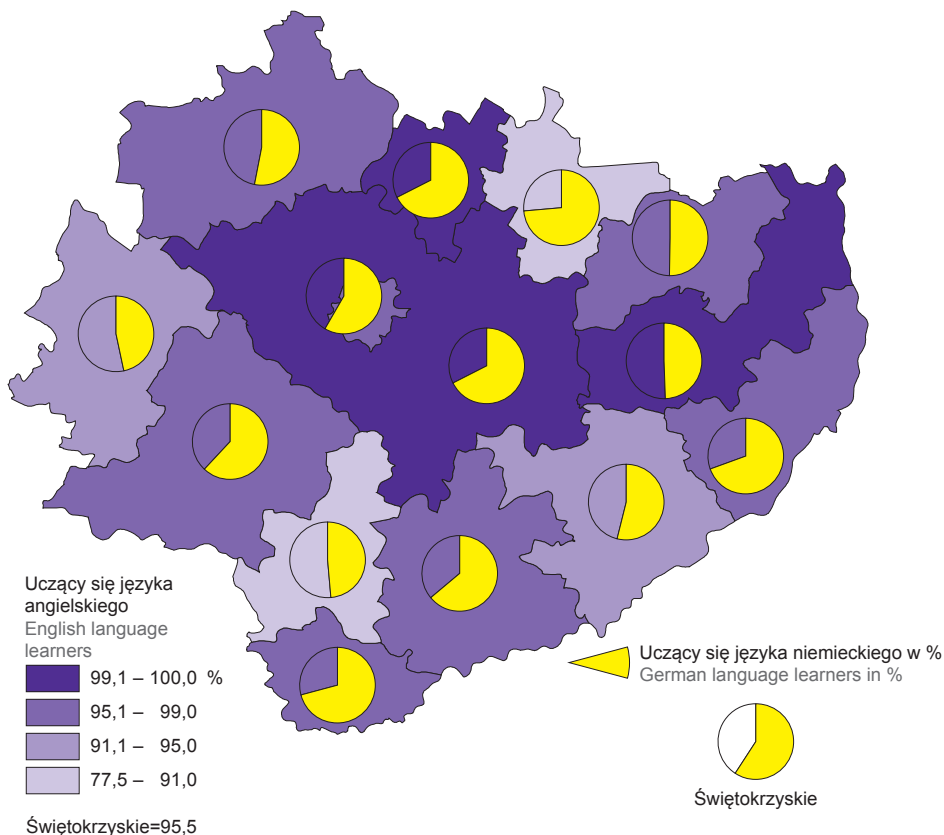 Uczący się języka
angielskiego
English language
learners
99,1 – 100,0 %
95,1 – 99,0
91,1 – 95,0
77,5 – 91,0
Świętokrzyskie=95,5
Uczący się języka niemieckiego w %
German language learners in %
Świętokrzyskie